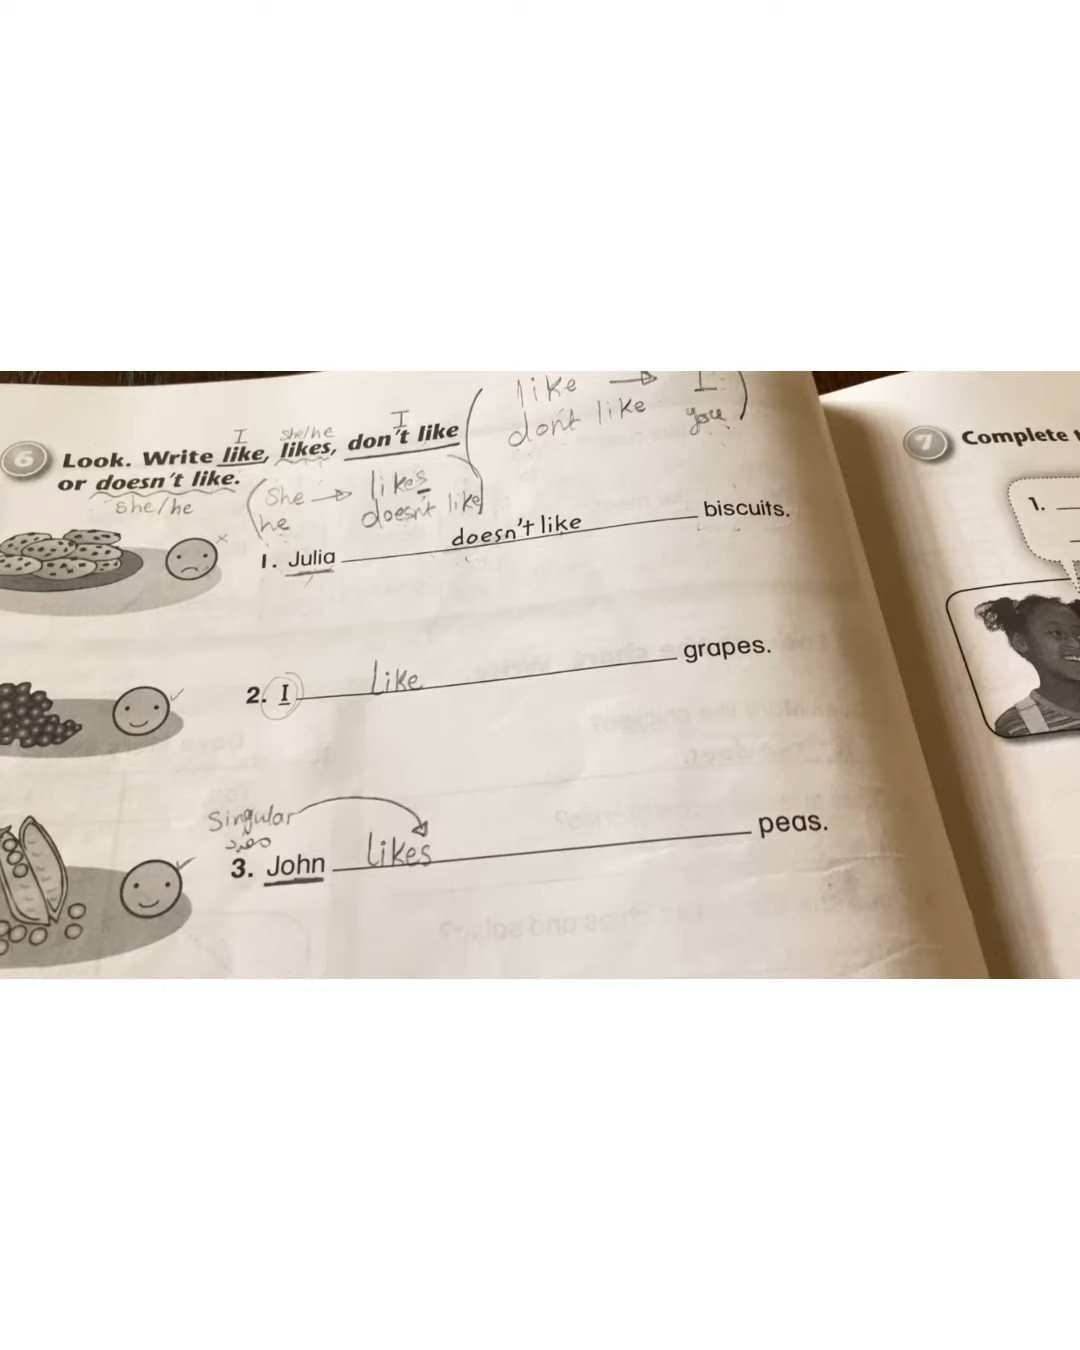 like → I
don't like you
I she/he I
6 Look. Write like, likes, don't like
or doesn't like.
she/he
She → likes
he doesn't like
1. Julia doesn't like biscuits.
2. I like grapes.
Singular
مفرد
3. John likes peas.
7 Complete
1.